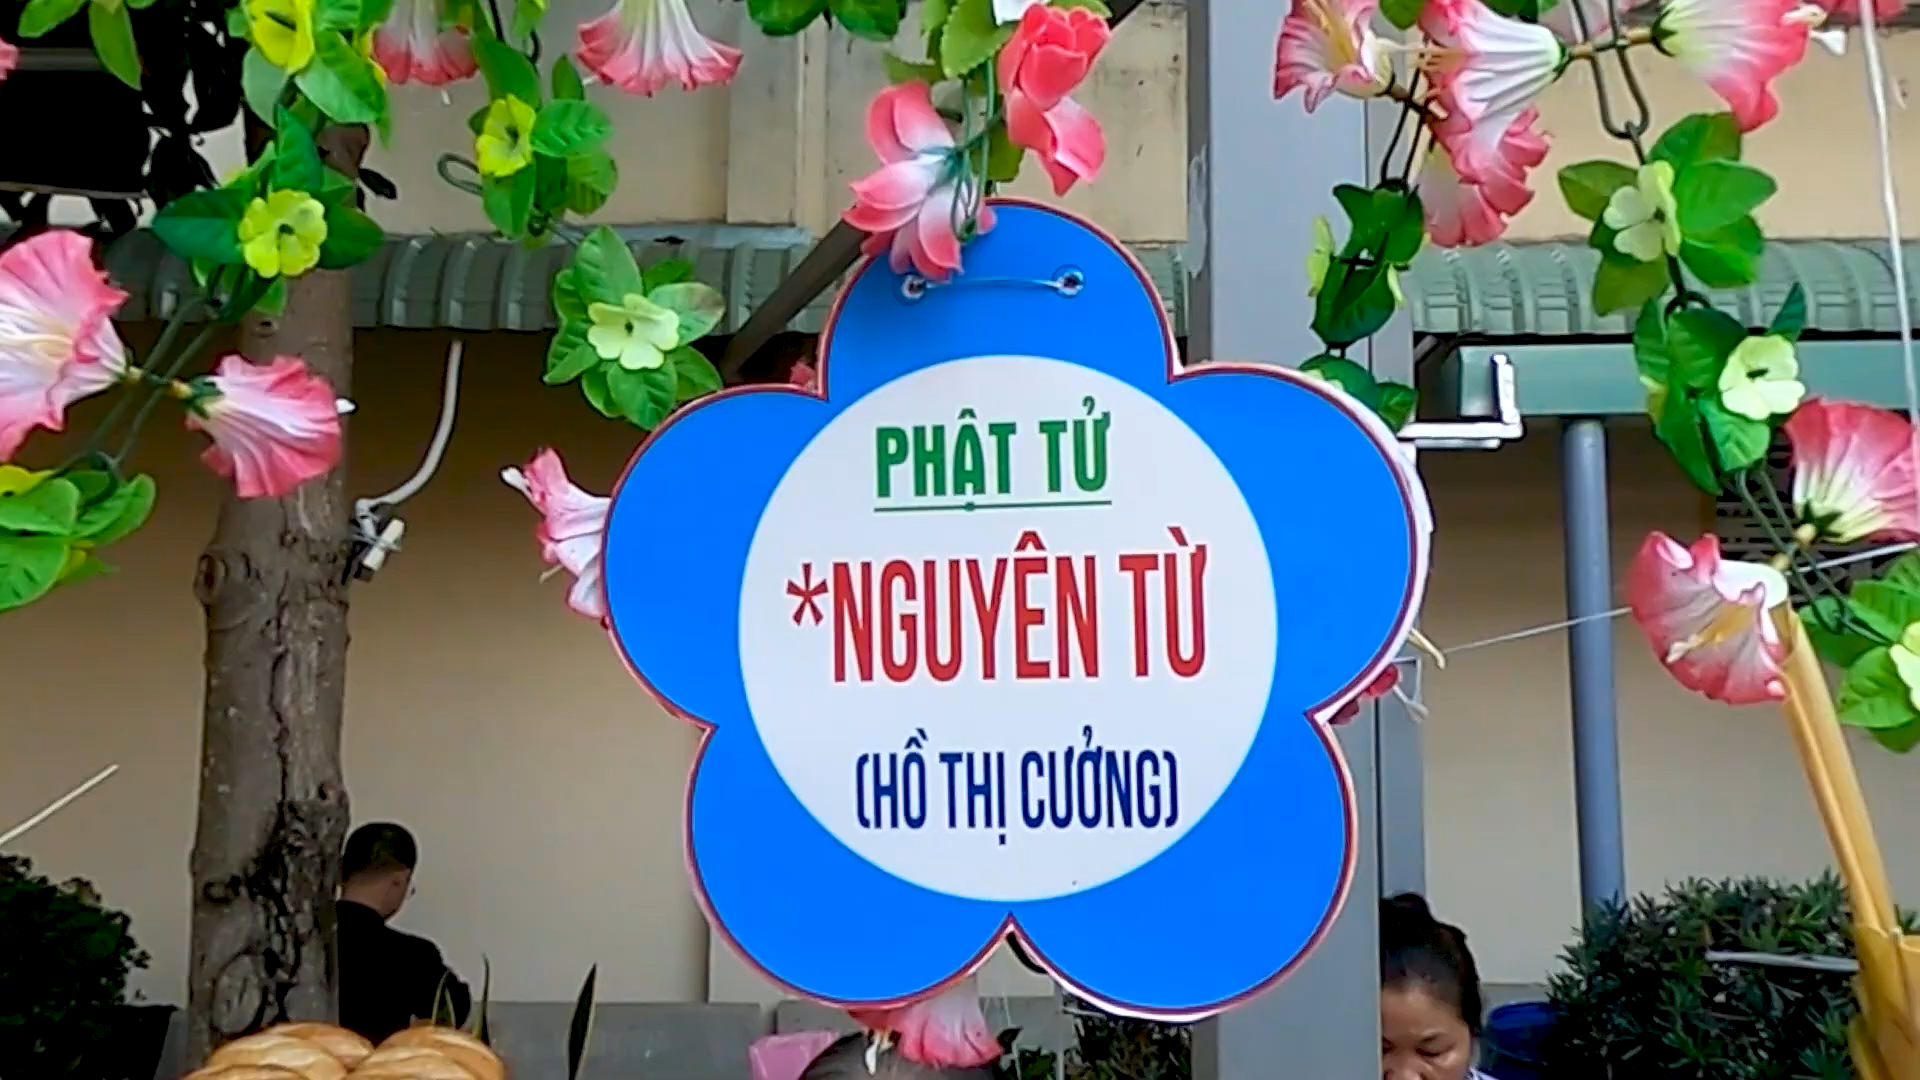 PHẬT TỬ
*NGUYÊN TỪ
(HỒ THỊ CƯỞNG)